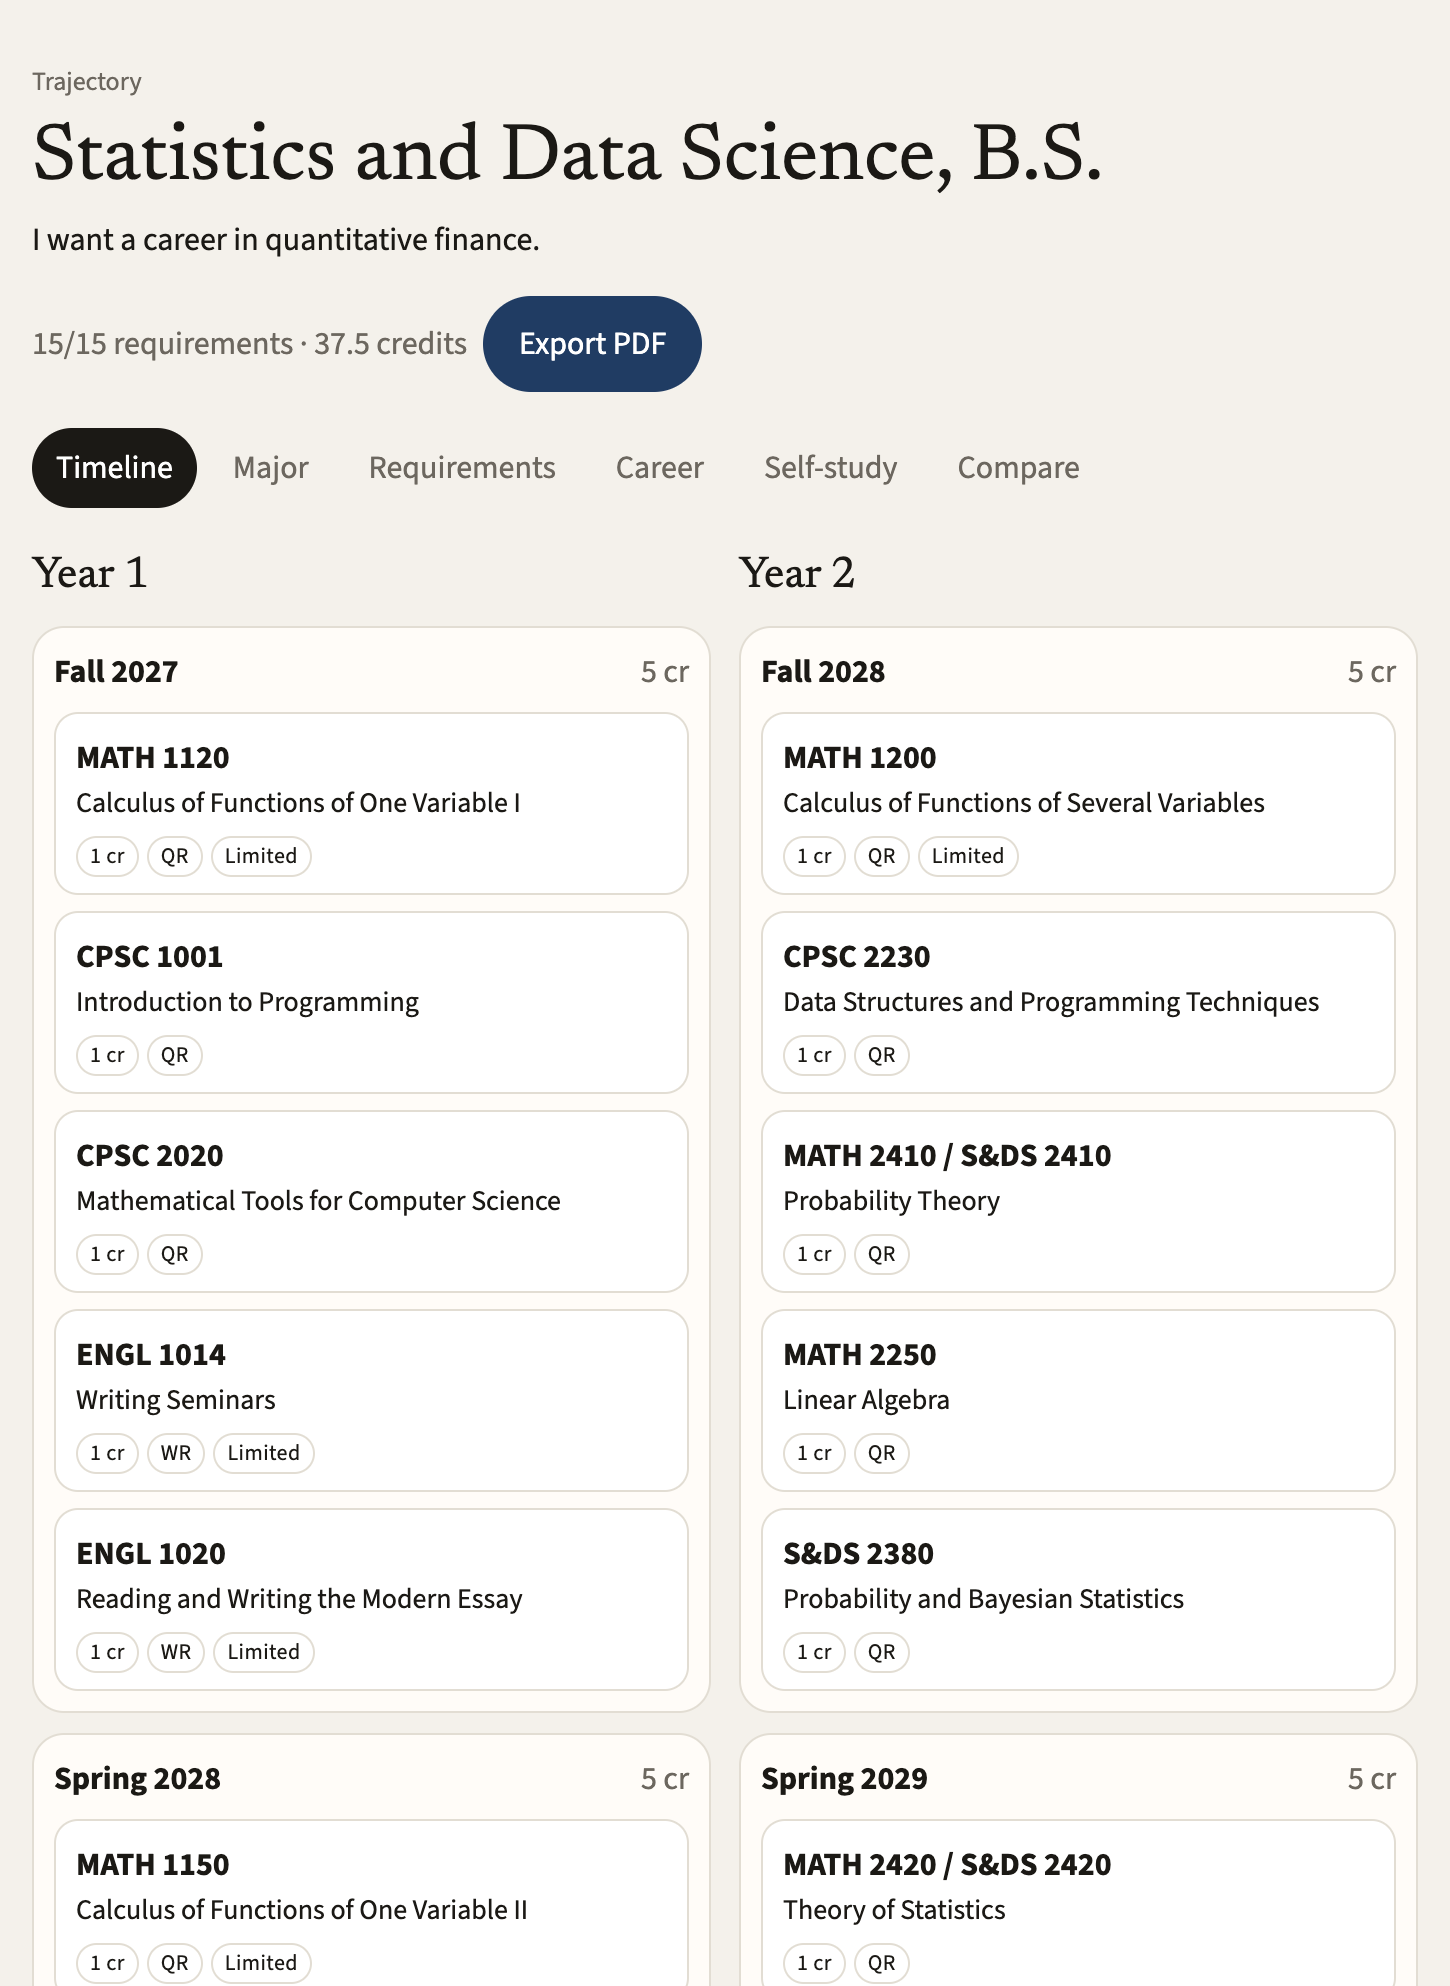 Trajectory
Statistics and Data Science, B.S.
I want a career in quantitative finance.
15/15 requirements · 37.5 credits
Export PDF
Timeline
Major
Requirements
Career
Self-study
Compare
Year 1
Fall 2027
5 cr
MATH 1120
Calculus of Functions of One Variable I
1 cr
QR
Limited
CPSC 1001
Introduction to Programming
1 cr
QR
CPSC 2020
Mathematical Tools for Computer Science
1 cr
QR
ENGL 1014
Writing Seminars
1 cr
WR
Limited
ENGL 1020
Reading and Writing the Modern Essay
1 cr
WR
Limited
Spring 2028
5 cr
MATH 1150
Calculus of Functions of One Variable II
1 cr
QR
Limited
Year 2
Fall 2028
5 cr
MATH 1200
Calculus of Functions of Several Variables
1 cr
QR
Limited
CPSC 2230
Data Structures and Programming Techniques
1 cr
QR
MATH 2410 / S&DS 2410
Probability Theory
1 cr
QR
MATH 2250
Linear Algebra
1 cr
QR
S&DS 2380
Probability and Bayesian Statistics
1 cr
QR
Spring 2029
5 cr
MATH 2420 / S&DS 2420
Theory of Statistics
1 cr
QR